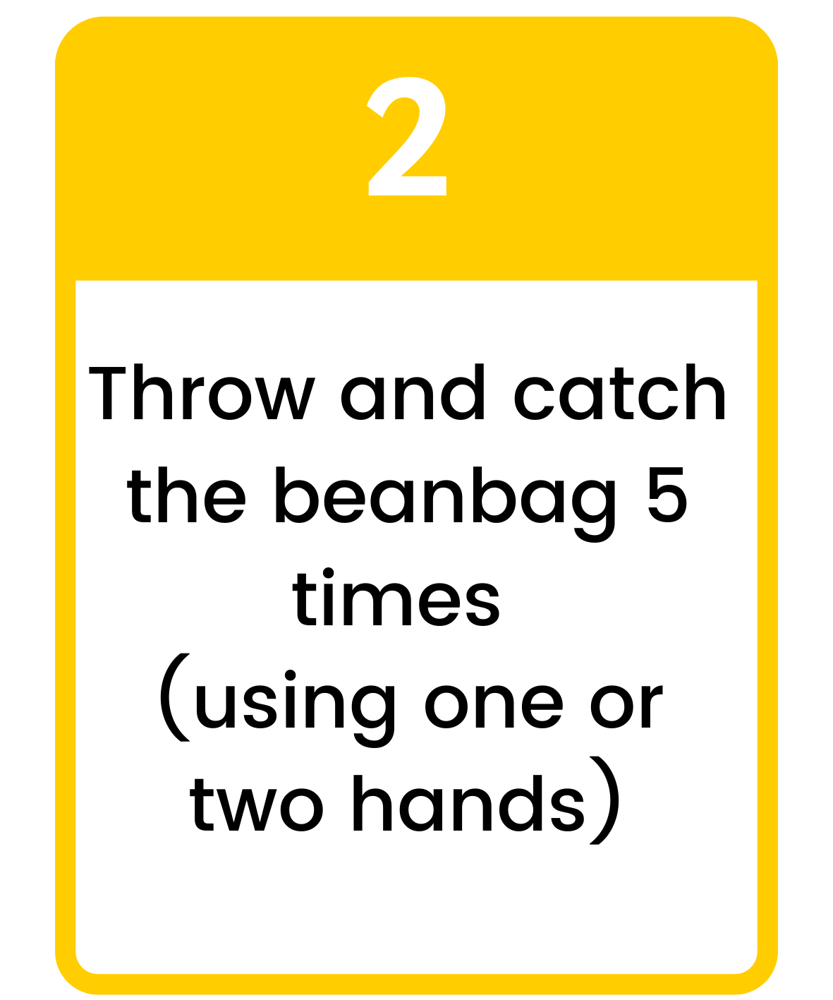 2
Throw and catch
the beanbag 5
times
(using one or
two hands)